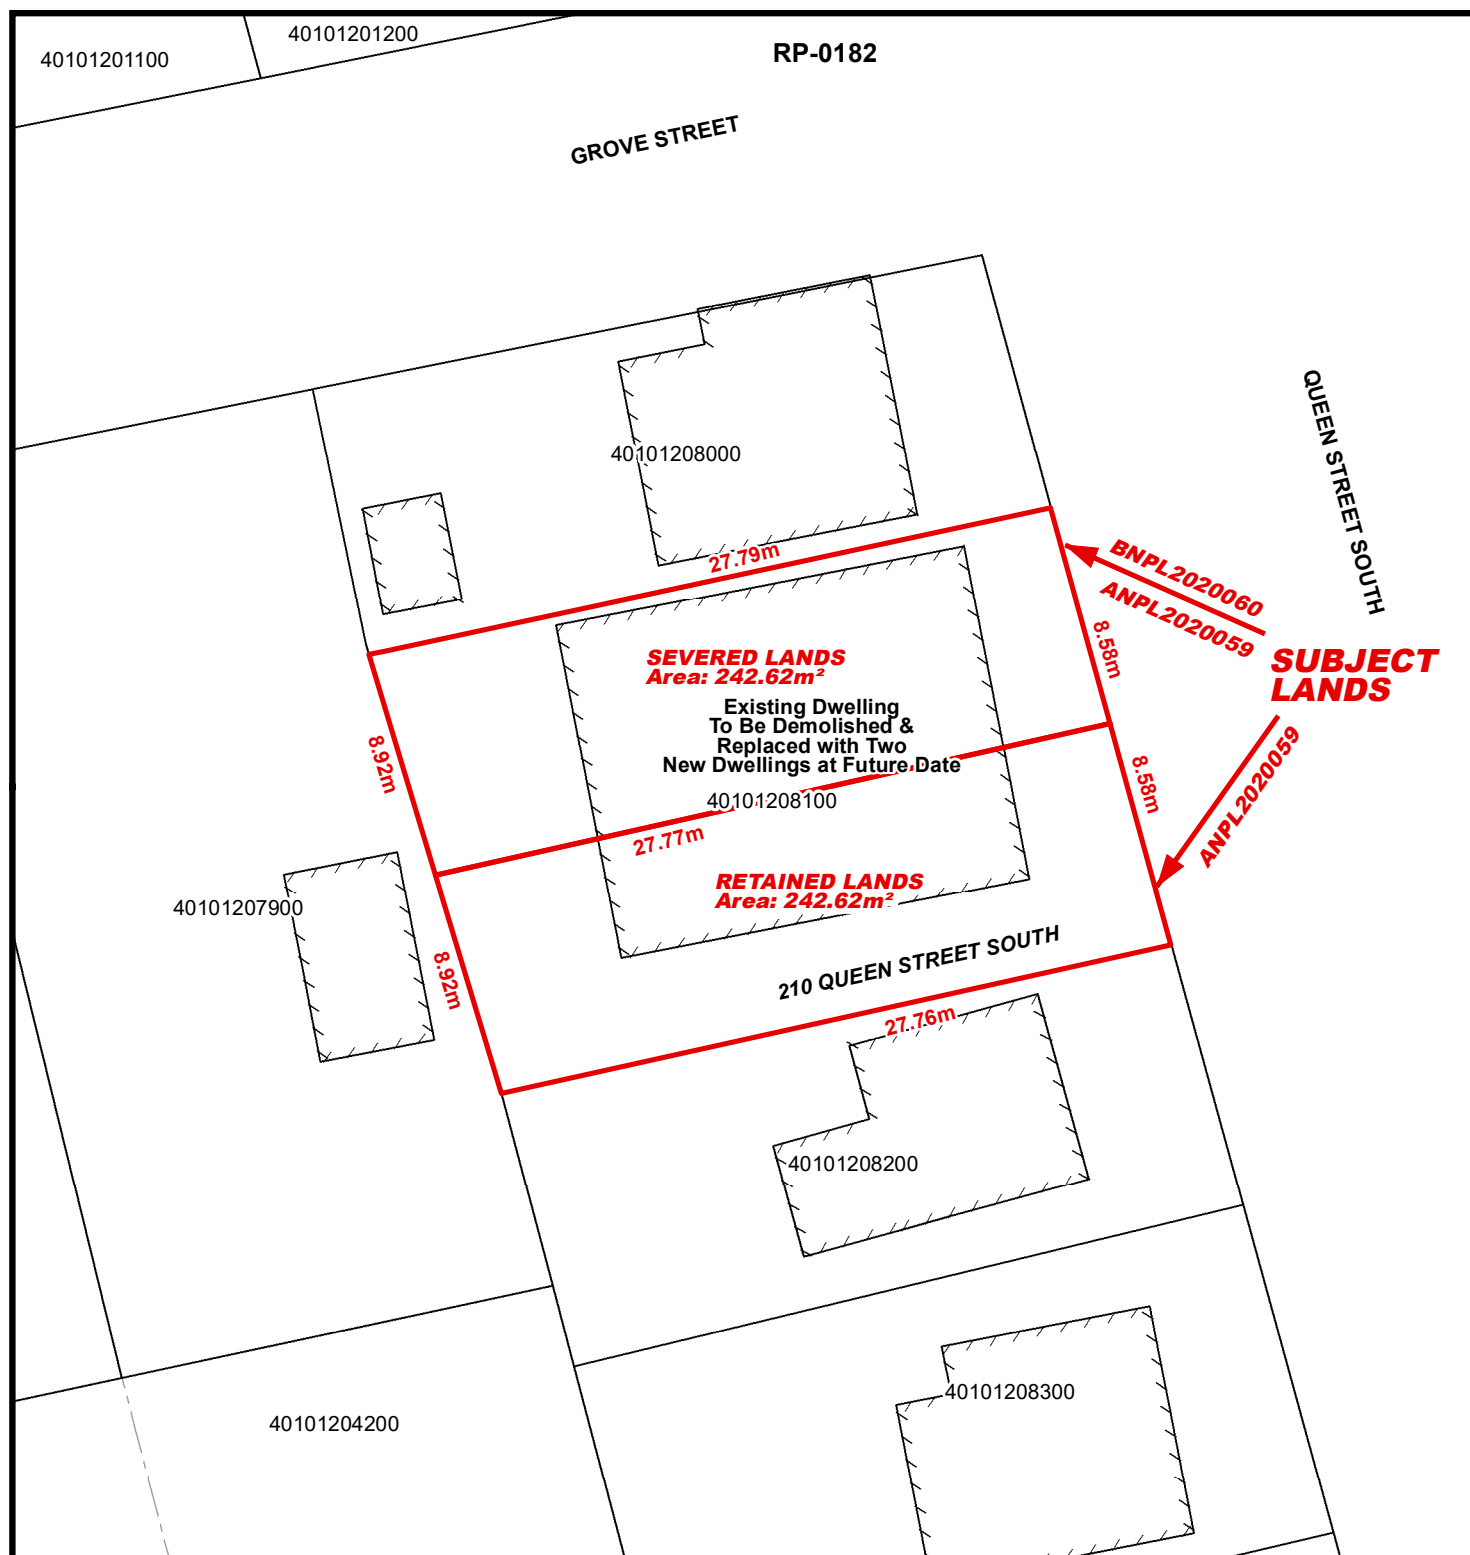 40101201100
40101201200
RP-0182
GROVE STREET
QUEEN STREET SOUTH
40101208000
27.79m
BNPL2020060
ANPL2020059
8.58m
SUBJECT
LANDS
SEVERED LANDS
Area: 242.62m²
Existing Dwelling
To Be Demolished &
Replaced with Two
New Dwellings at Future Date
40101208100
8.92m
27.77m
8.58m
ANPL2020059
RETAINED LANDS
Area: 242.62m²
40101207900
8.92m
210 QUEEN STREET SOUTH
27.76m
40101208200
40101208300
40101204200